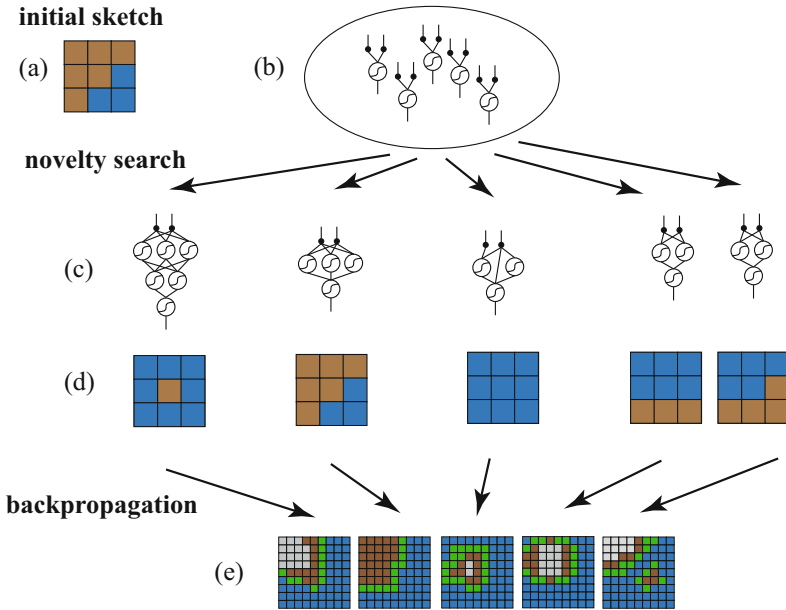 initial sketch
(a)
(b)
novelty search
(c)
(d)
backpropagation
(e)